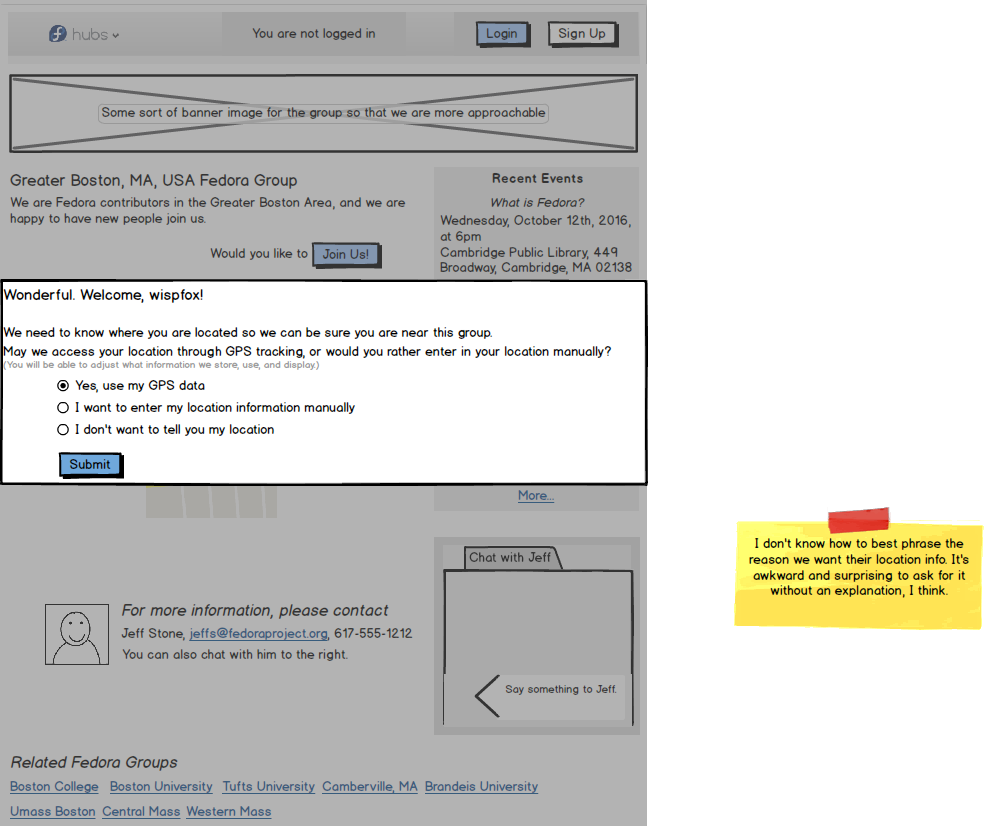 hubs
You are not logged in
Login
Sign Up
Some sort of banner image for the group so that we are more approachable
Greater Boston, MA, USA Fedora Group
We are Fedora contributors in the Greater Boston Area, and we are
happy to have new people join us.
Would you like to
Join Us!
Recent Events
What is Fedora?
Wednesday, October 12th, 2016,
at 6pm
Cambridge Public Library, 449
Broadway, Cambridge, MA 02138
Wonderful. Welcome, wispfox!
We need to know where you are located so we can be sure you are near this group.
May we access your location through GPS tracking, or would you rather enter in your location manually?
(You will be able to adjust what information we store, use, and display.)
Yes, use my GPS data
I want to enter my location information manually
I don't want to tell you my location
Submit
More...
I don't know how to best phrase the
reason we want their location info. It's
awkward and surprising to ask for it
without an explanation, I think.
Chat with Jeff
Say something to Jeff.
For more information, please contact
Jeff Stone, jeffs@fedoraproject.org, 617-555-1212
You can also chat with him to the right.
Related Fedora Groups
Boston College Boston University Tufts University Camberville, MA Brandeis University
Umass Boston Central Mass Western Mass